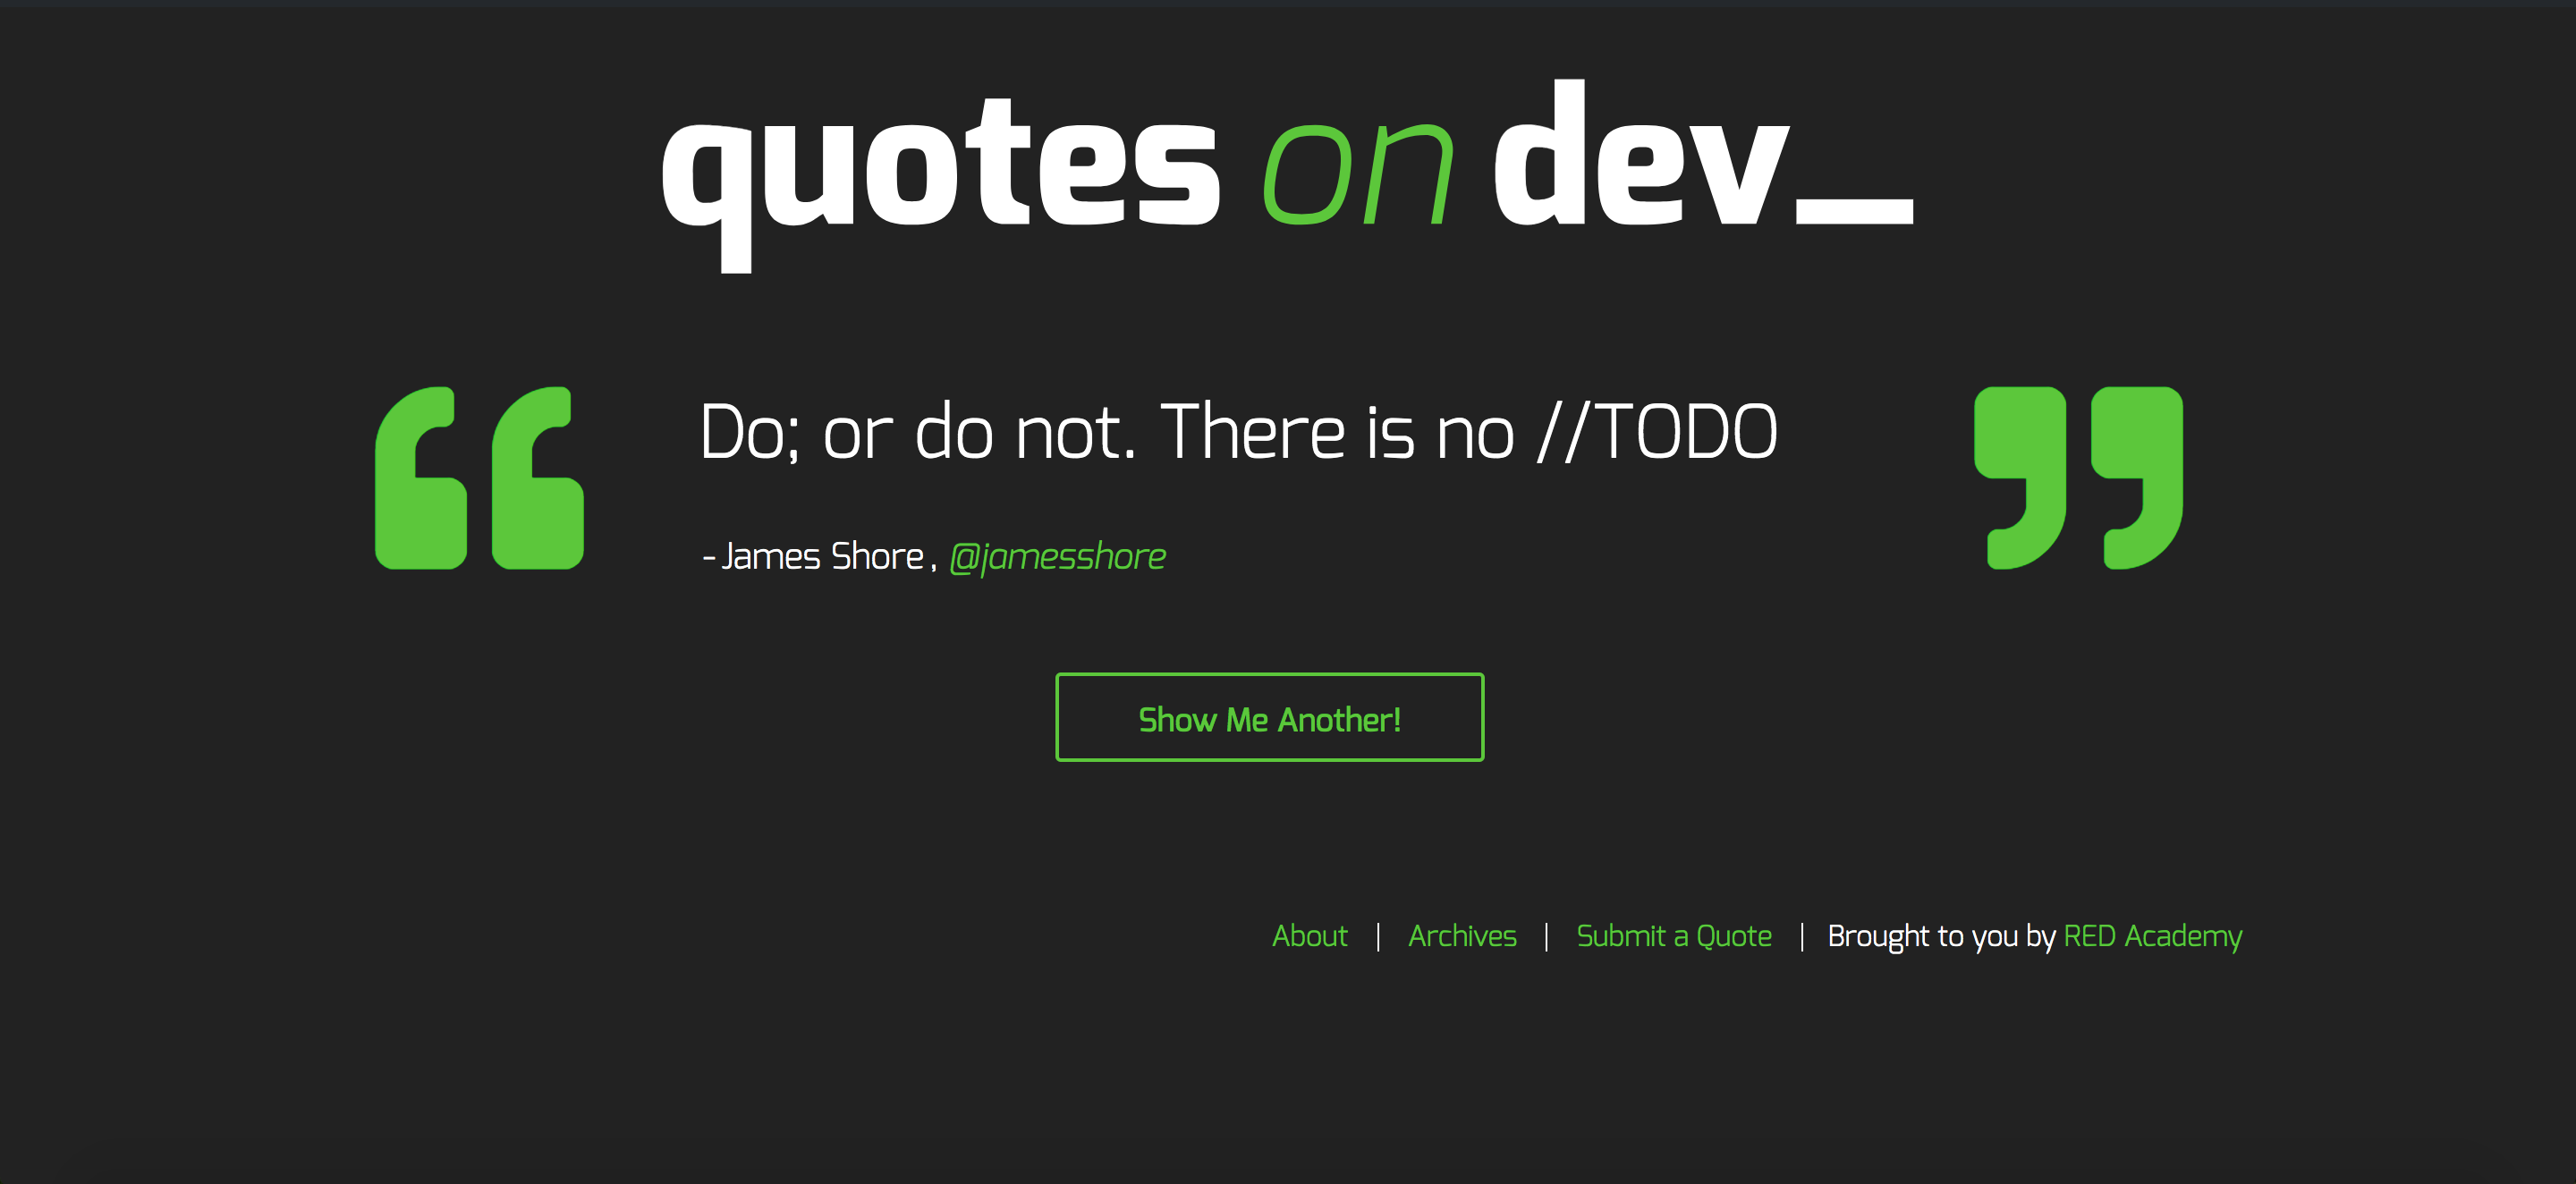 quotes on dev_
“ Do; or do not. There is no //TODO ”
- James Shore , @jamesshore
Show Me Another!
About | Archives | Submit a Quote | Brought to you by RED Academy